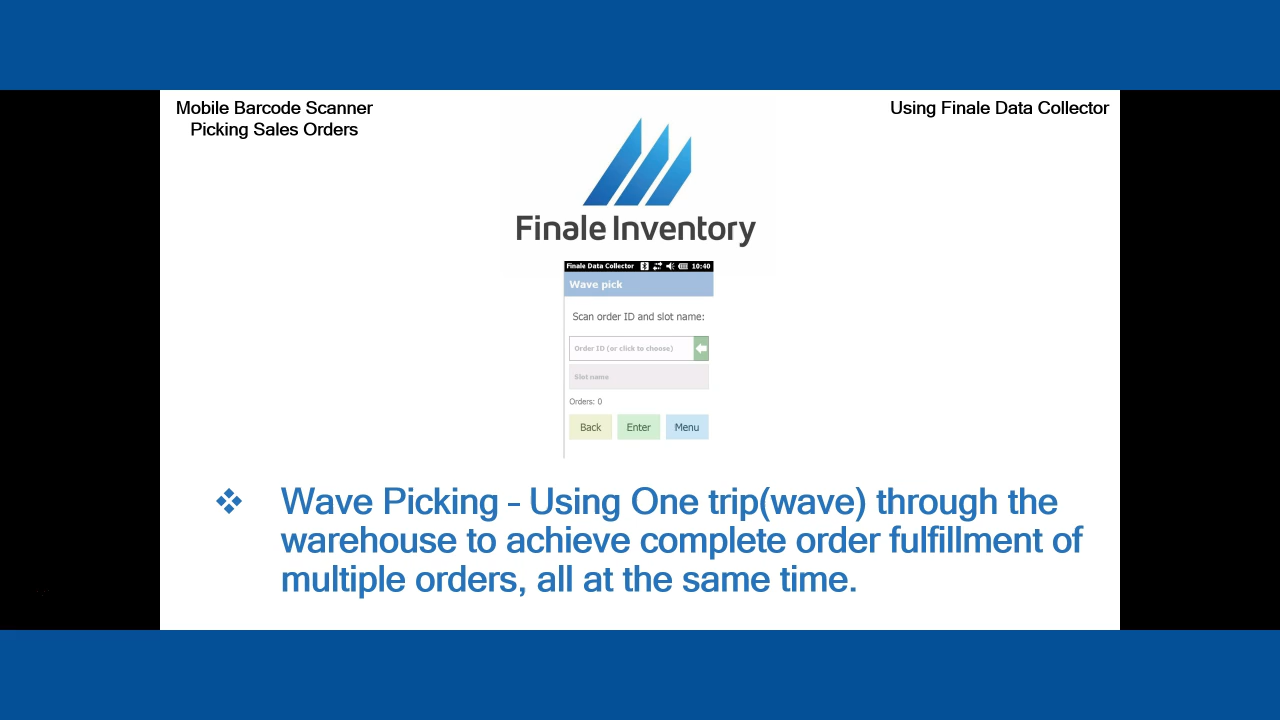 Mobile Barcode Scanner
Picking Sales Orders
Using Finale Data Collector
Finale Inventory
Finale Data Collector 10:40
Wave pick
Scan order ID and slot name:
Order ID (or click to choose)
Slot name
Orders: 0
Back Enter Menu
❖ Wave Picking – Using One trip(wave) through the
warehouse to achieve complete order fulfillment of
multiple orders, all at the same time.